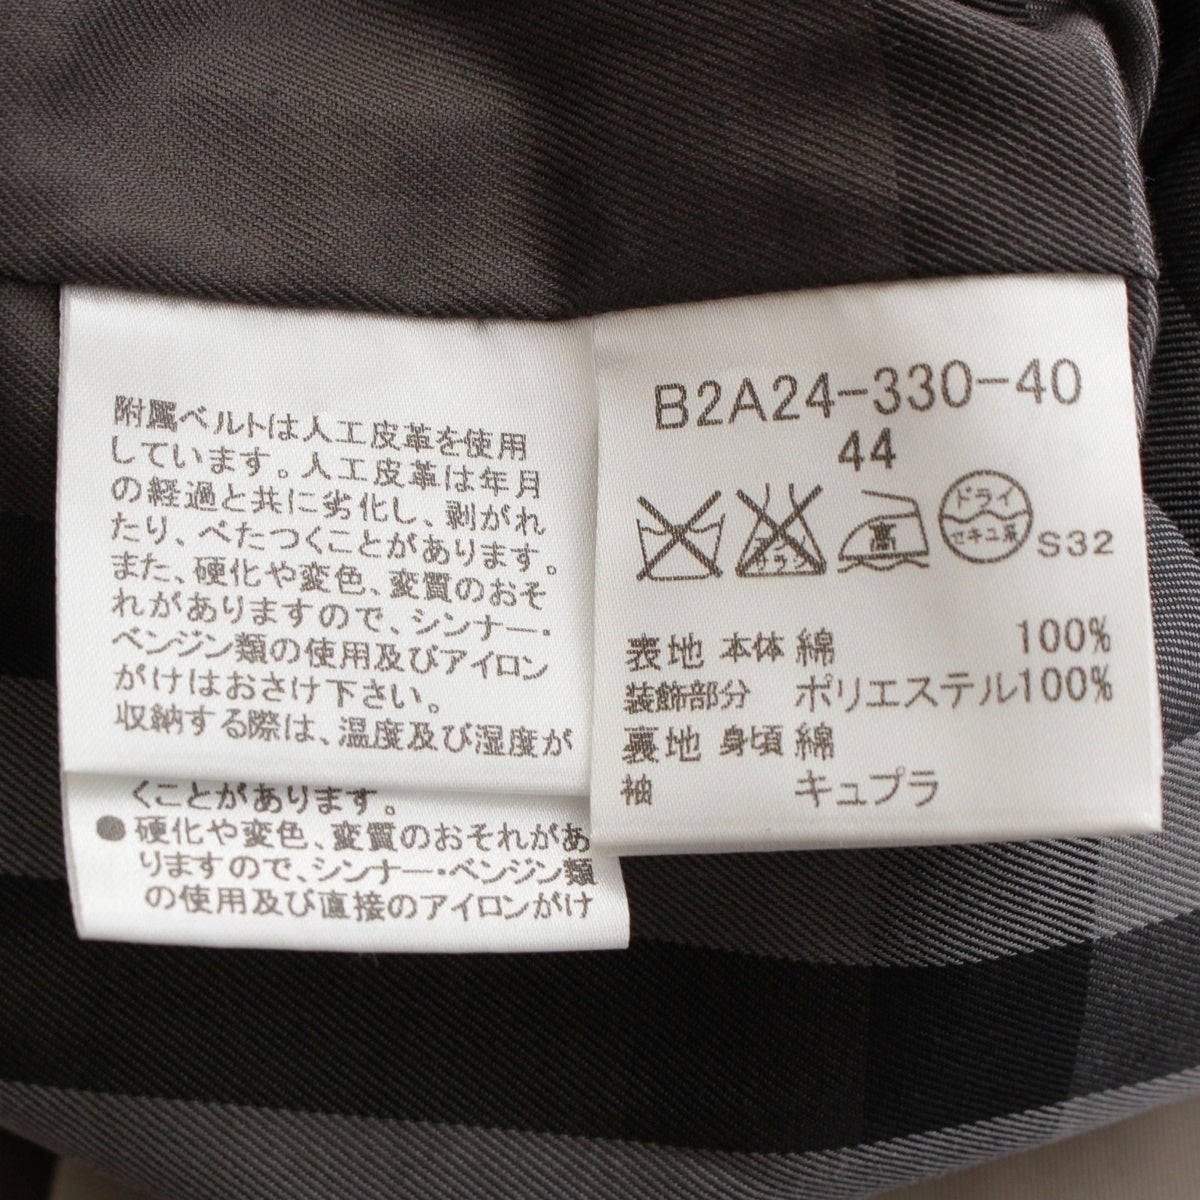 附属ベルトは人工皮革を使用
しています。人工皮革は年月
の経過と共に劣化し、剥がれ
たり、べたつくことがあります。
また、硬化や変色、変質のおそ
れがありますので、シンナー・
ベンジン類の使用及びアイロン
がけはおさけ下さい。
収納する際は、温度及び湿度が
くことがあります。
●硬化や変色、変質のおそれがあ
りますので、シンナー・ベンジン類
の使用及び直接のアイロンがけ
B2A24-330-40
44
エンソ
サラシ
高
ドライ
セキユ系
S32
表地 本体 綿 100%
装飾部分 ポリエステル100%
裏地 身頃 綿
袖 キュプラ